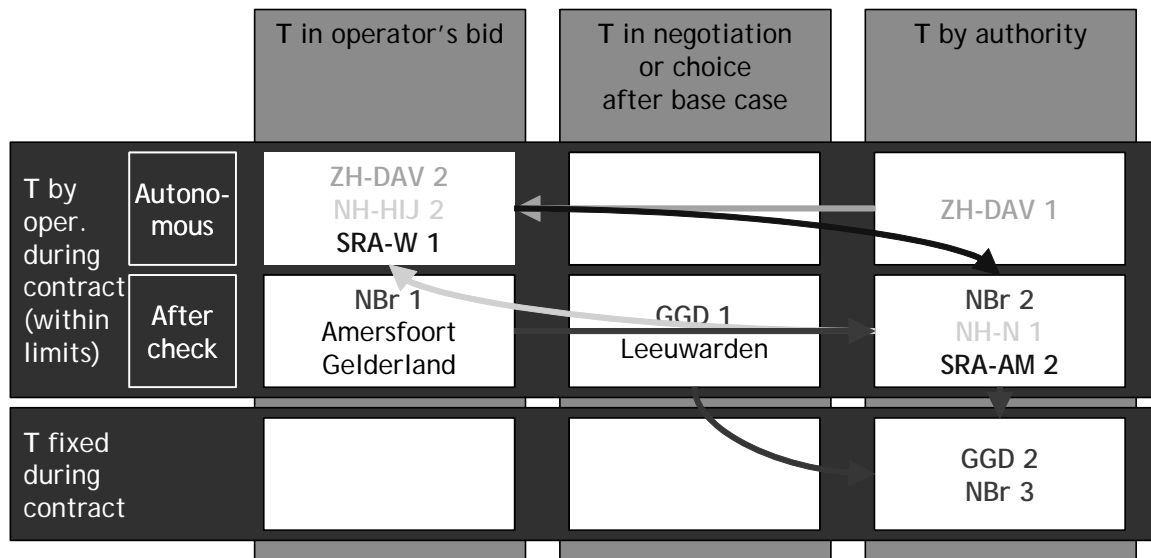 T in operator’s bid
T in negotiation
or choice
after base case
T by authority
T by
oper.
during
contract
(within
limits)
Autono-
mous
ZH-DAV 2
NH-HIJ 2
SRA-W 1
ZH-DAV 1
After
check
NBr 1
Amersfoort
Gelderland
GGD 1
Leeuwarden
NBr 2
NH-N 1
SRA-AM 2
T fixed
during
contract
GGD 2
NBr 3